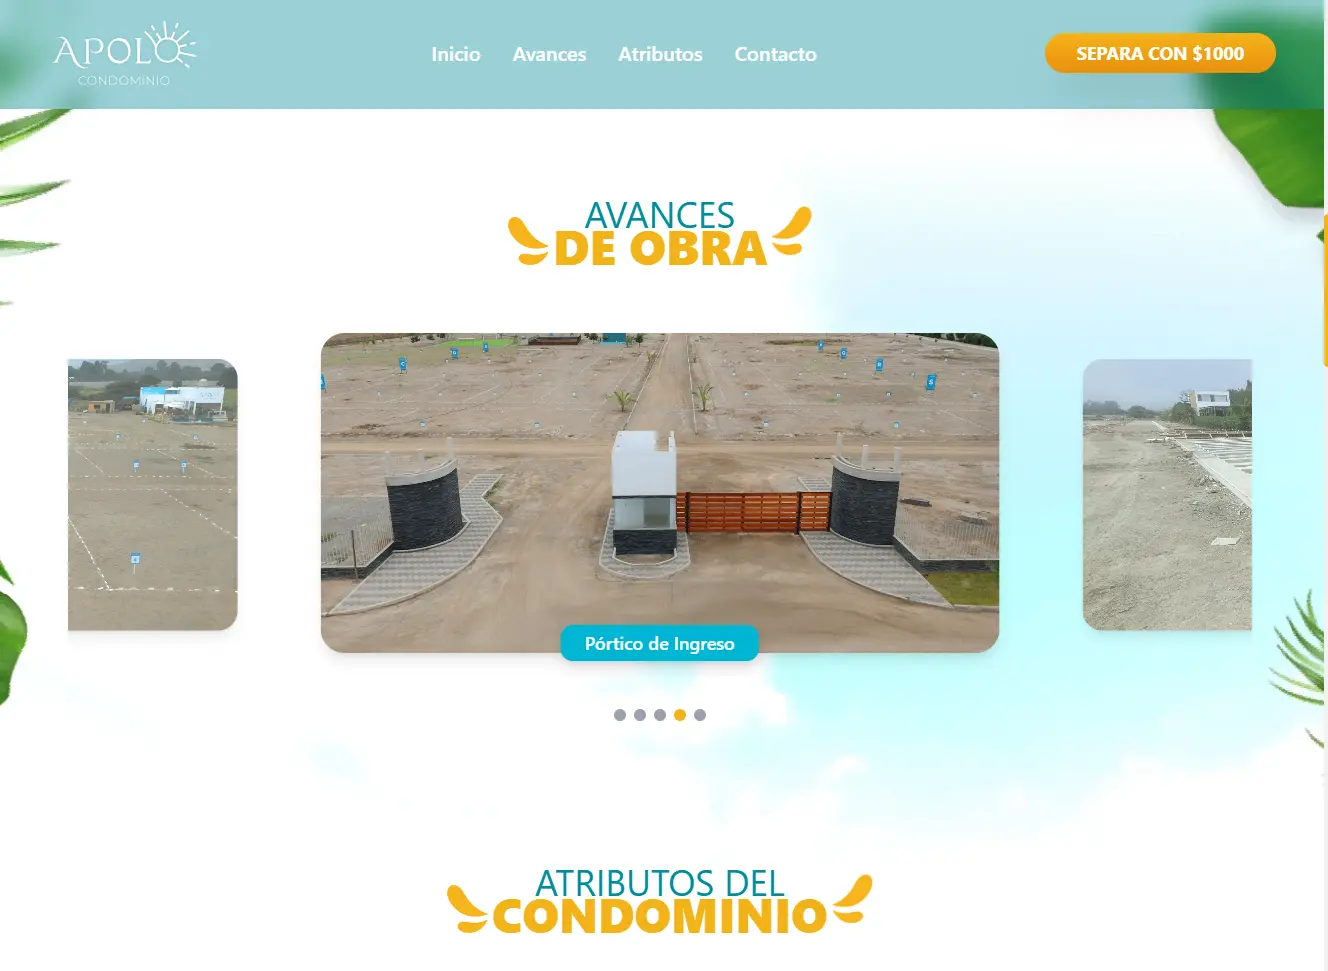 APOLO
CONDOMINIO
Inicio
Avances
Atributos
Contacto
SEPARA CON $1000
AVANCES
DE OBRA
Pórtico de Ingreso
ATRIBUTOS DEL
CONDOMINIO